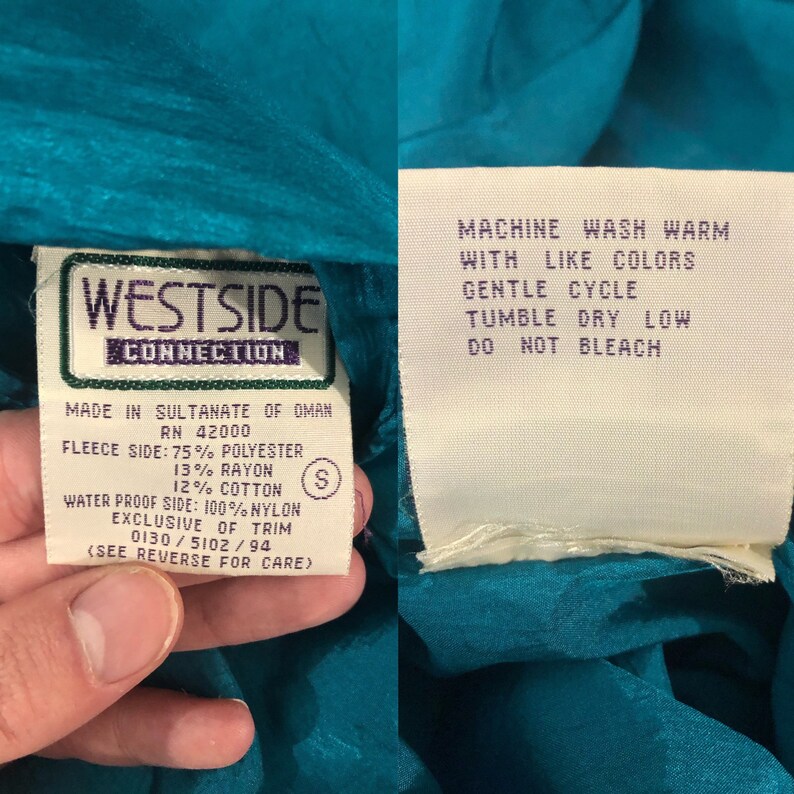 WESTSIDE
CONNECTION
MADE IN SULTANATE OF OMAN
RN 42000
FLEECE SIDE: 75% POLYESTER
13% RAYON
12% COTTON
S
WATER PROOF SIDE: 100% NYLON
EXCLUSIVE OF TRIM
0130 / 5102 / 94
(SEE REVERSE FOR CARE)
MACHINE WASH WARM
WITH LIKE COLORS
GENTLE CYCLE
TUMBLE DRY LOW
DO NOT BLEACH